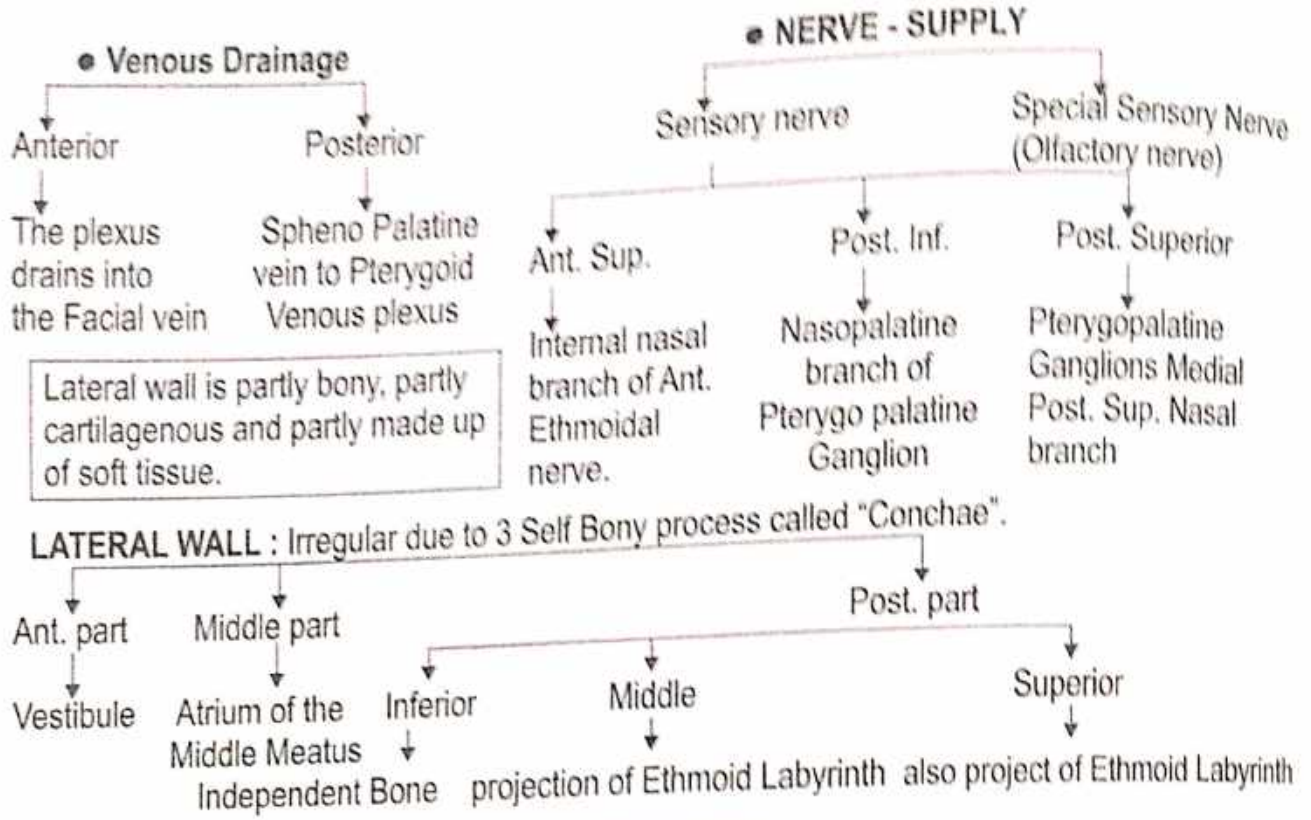 ● Venous Drainage
Anterior
Posterior
The plexus
drains into
the Facial vein
Spheno Palatine
vein to Pterygoid
Venous plexus
● NERVE - SUPPLY
Sensory nerve
Special Sensory Nerve
(Olfactory nerve)
Ant. Sup.
Post. Inf.
Post. Superior
Internal nasal
branch of Ant.
Ethmoidal
nerve.
Nasopalatine
branch of
Pterygo palatine
Ganglion
Pterygopalatine
Ganglions Medial
Post. Sup. Nasal
branch
Lateral wall is partly bony, partly
cartilagenous and partly made up
of soft tissue.
LATERAL WALL : Irregular due to 3 Self Bony process called "Conchae".
Ant. part
Middle part
Post. part
Vestibule
Atrium of the
Middle Meatus
Inferior
Middle
Superior
Independent Bone
projection of Ethmoid Labyrinth
also project of Ethmoid Labyrinth